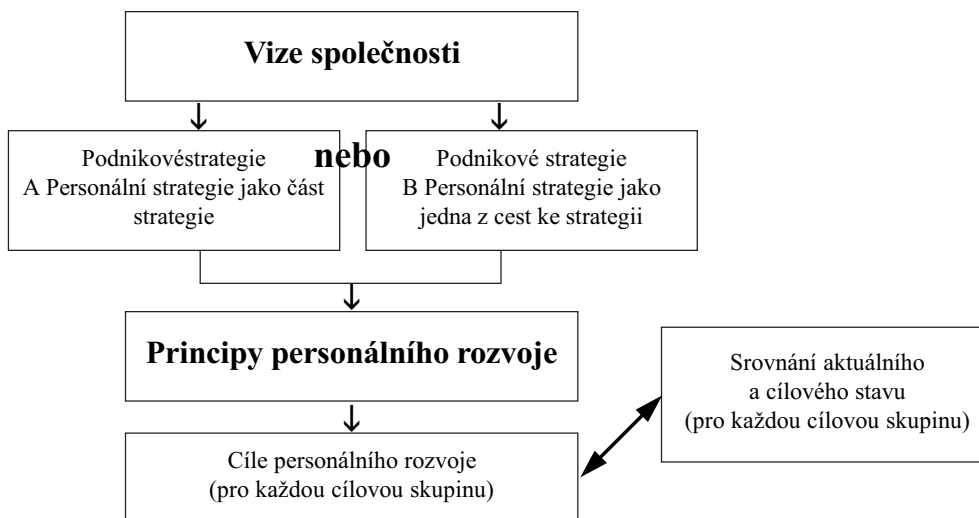 Vize společnosti
Podnikovéstrategie
A Personální strategie jako část
strategie
nebo
Podnikové strategie
B Personální strategie jako
jedna z cest ke strategii
Principy personálního rozvoje
Srovnání aktuálního
a cílového stavu
(pro každou cílovou skupinu)
Cíle personálního rozvoje
(pro každou cílovou skupinu)